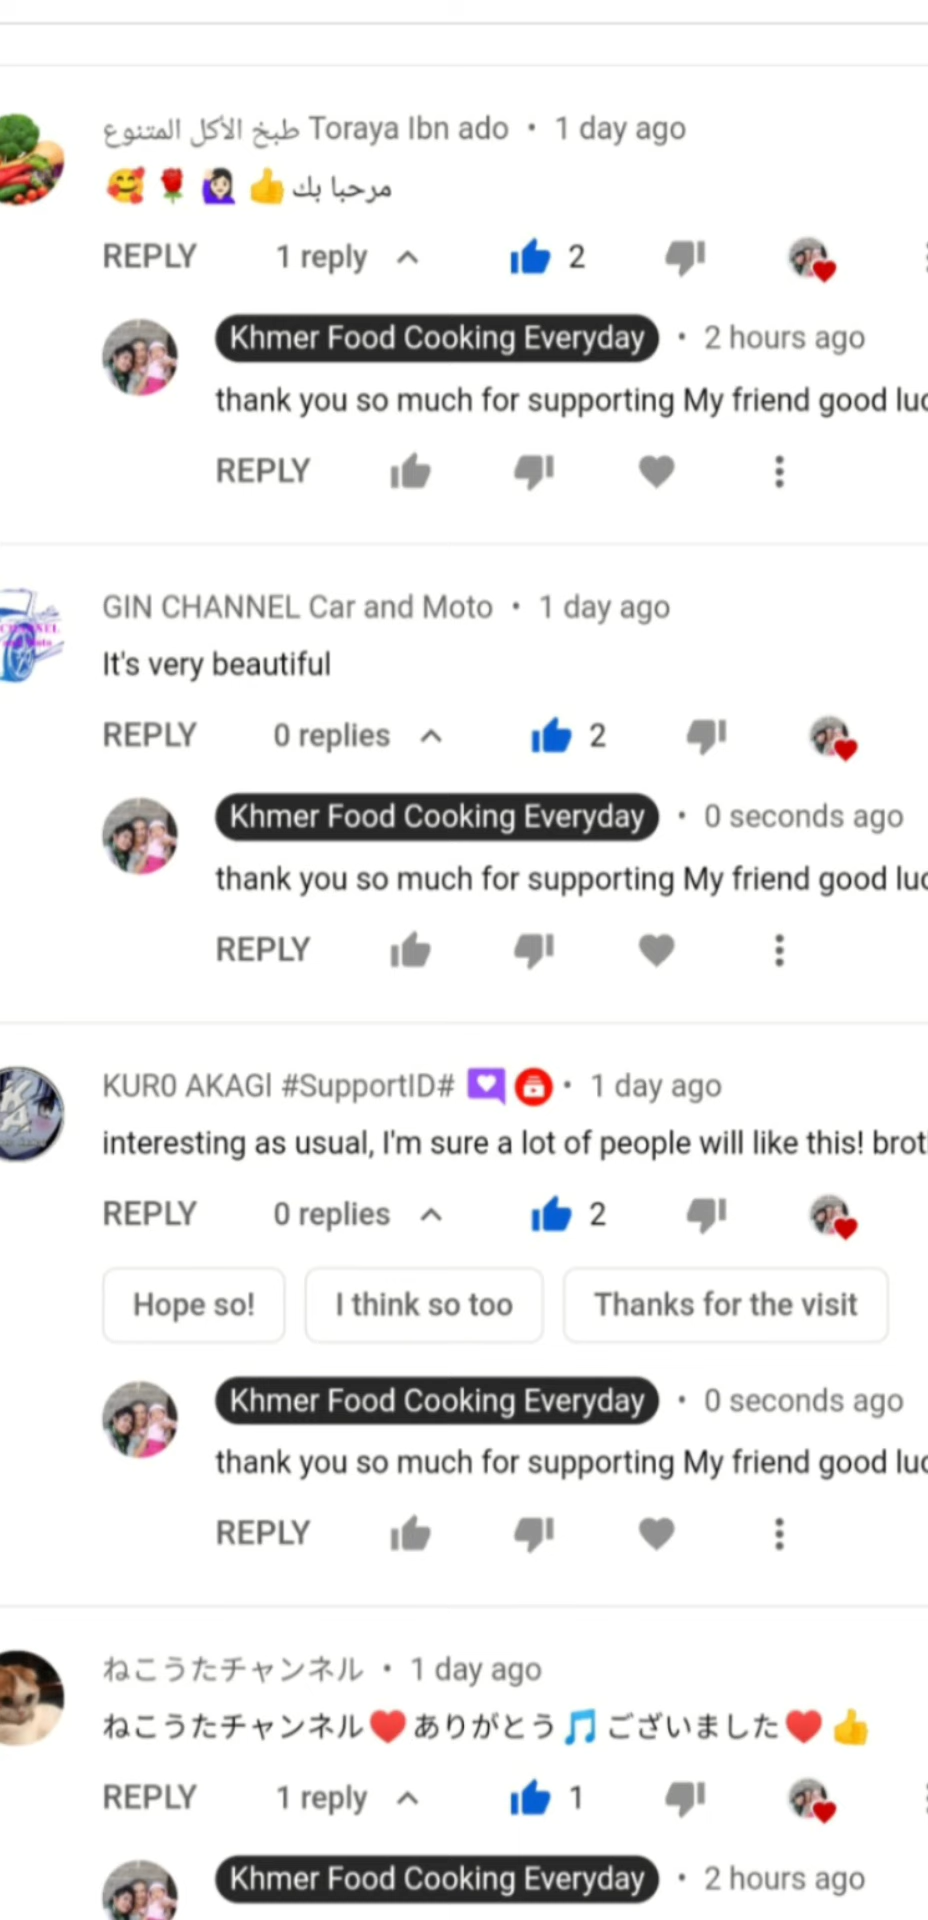 طبخ الأكل المتنوع Toraya Ibn ado • 1 day ago
🥰🌹🙋🏻‍♀️👍 مرحبا بك
REPLY 1 reply 2
Khmer Food Cooking Everyday • 2 hours ago
thank you so much for supporting My friend good
REPLY
GIN CHANNEL Car and Moto • 1 day ago
It's very beautiful
REPLY 0 replies 2
Khmer Food Cooking Everyday • 0 seconds ago
thank you so much for supporting My friend good
REPLY
KUR0 AKAGI #SupportID# • 1 day ago
interesting as usual, I'm sure a lot of people will like this!
REPLY 0 replies 2
Hope so! I think so too Thanks for the visit
Khmer Food Cooking Everyday • 0 seconds ago
thank you so much for supporting My friend good
REPLY
ねこうたチャンネル • 1 day ago
ねこうたチャンネル❤️ありがとう🎵ございました❤️👍
REPLY 1 reply 1
Khmer Food Cooking Everyday • 2 hours ago